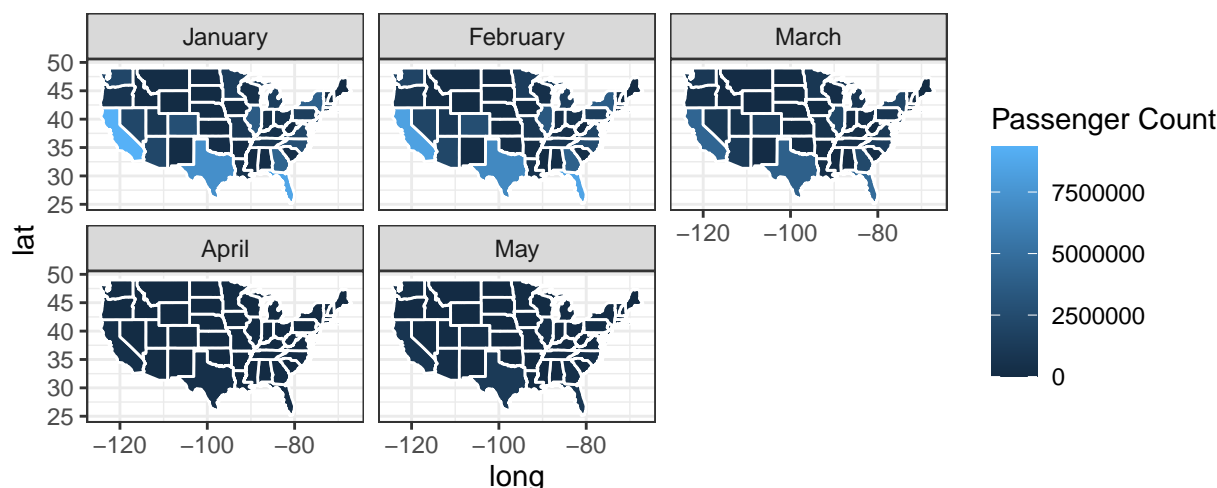 January February March
50
45
40
35
30
25
−120 −100 −80
April May
50
45
40
35
30
25
−120 −100 −80 −120 −100 −80
lat
long
Passenger Count
7500000
5000000
2500000
0